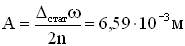 A = Δстат ω / 2n = 6,59 · 10⁻³ м